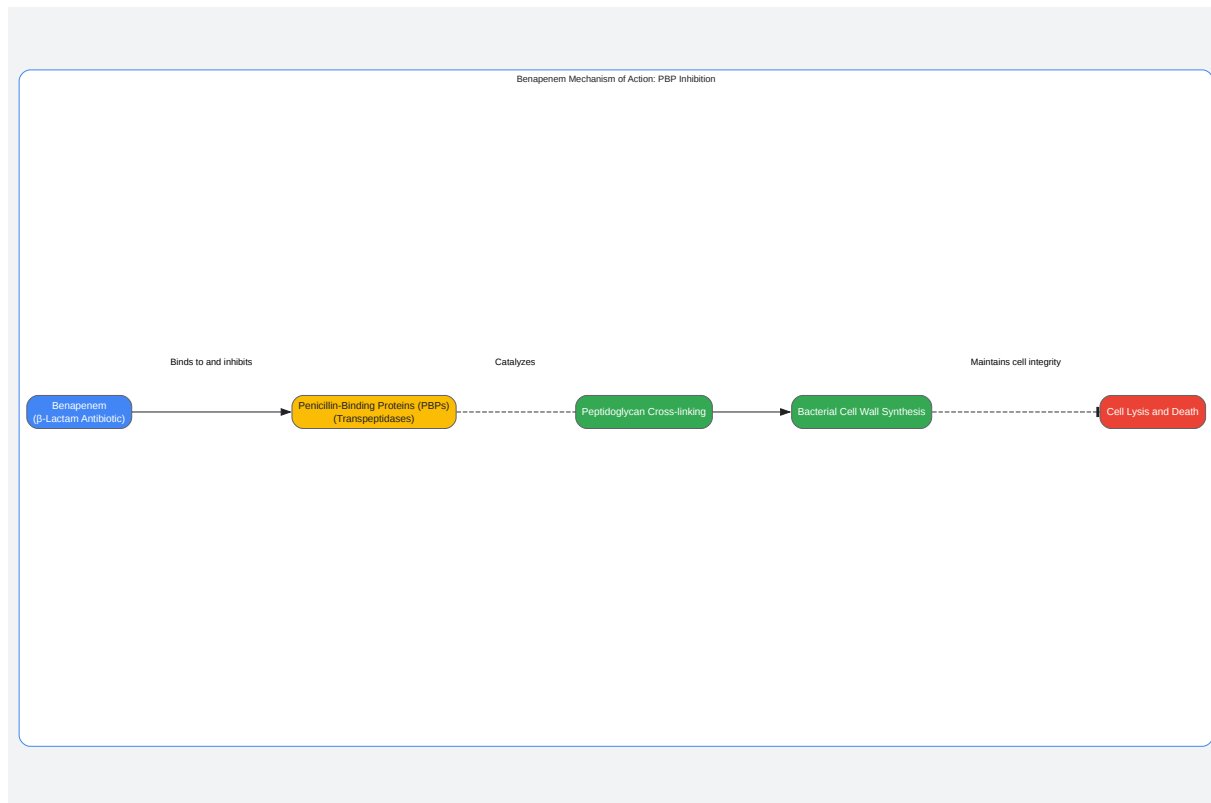 Benapenem Mechanism of Action: PBP Inhibition
Binds to and inhibits
Catalyzes
Maintains cell integrity
Benapenem
(β-Lactam Antibiotic)
Penicillin-Binding Proteins (PBPs)
(Transpeptidases)
Peptidoglycan Cross-linking
Bacterial Cell Wall Synthesis
Cell Lysis and Death